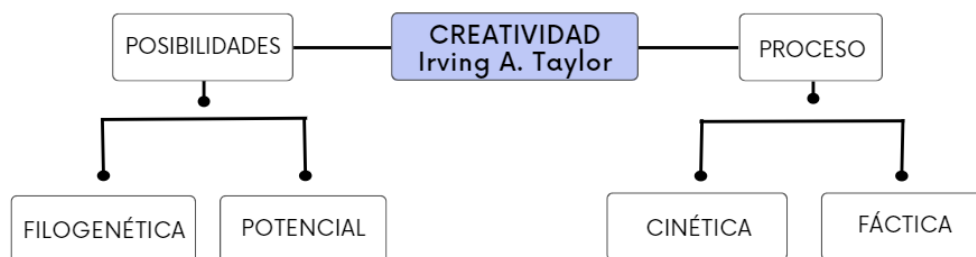 POSIBILIDADES
CREATIVIDAD
Irving A. Taylor
PROCESO
FILOGENÉTICA
POTENCIAL
CINÉTICA
FÁCTICA